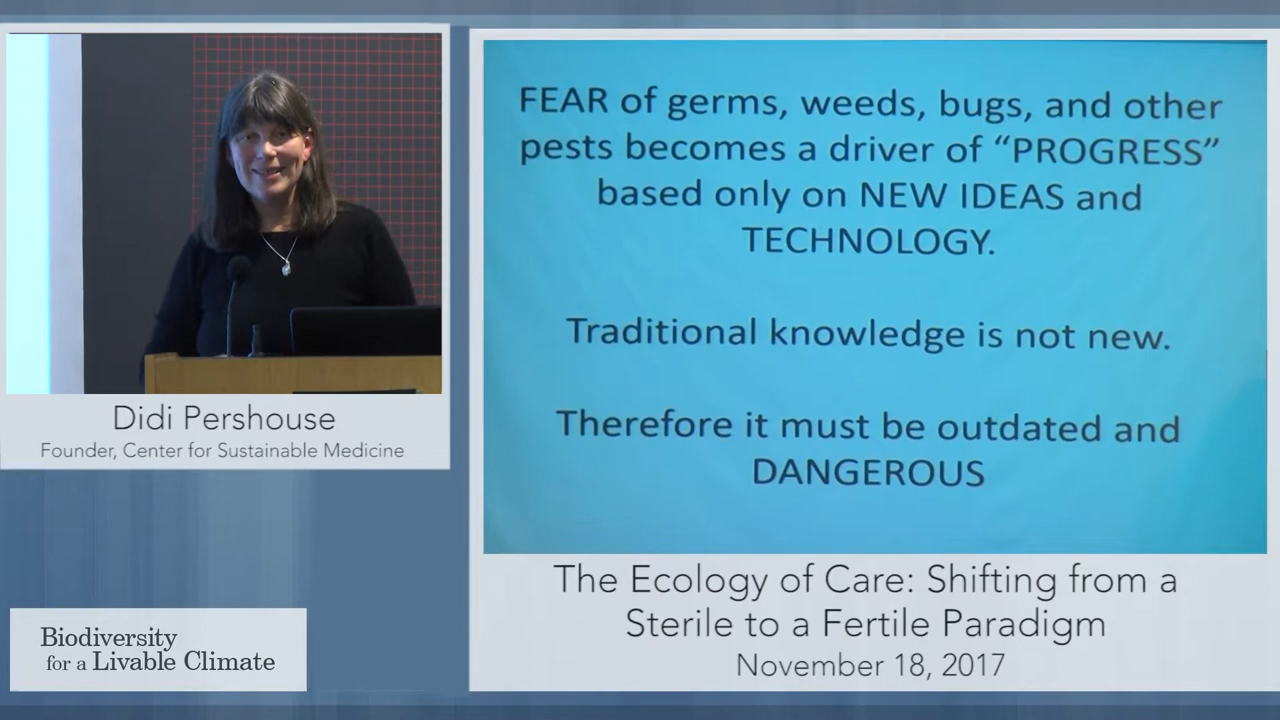 Didi Pershouse
Founder, Center for Sustainable Medicine
Biodiversity
for a Livable Climate
FEAR of germs, weeds, bugs, and other
pests becomes a driver of “PROGRESS”
based only on NEW IDEAS and
TECHNOLOGY.
Traditional knowledge is not new.
Therefore it must be outdated and
DANGEROUS
The Ecology of Care: Shifting from a
Sterile to a Fertile Paradigm
November 18, 2017